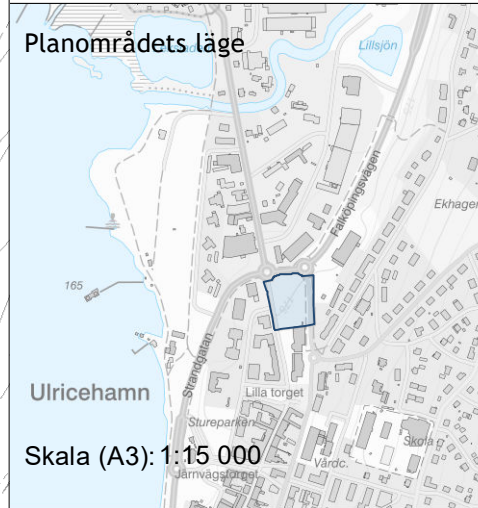 Planområdets läge
Lillsjön
Falköpingsvägen
Ekhagen
165
Strandgatan
Ulricehamn
Lilla torget
Stureparken
Skola
Skala (A3): 1:15 000
Vårdc.
Järnvägstorget